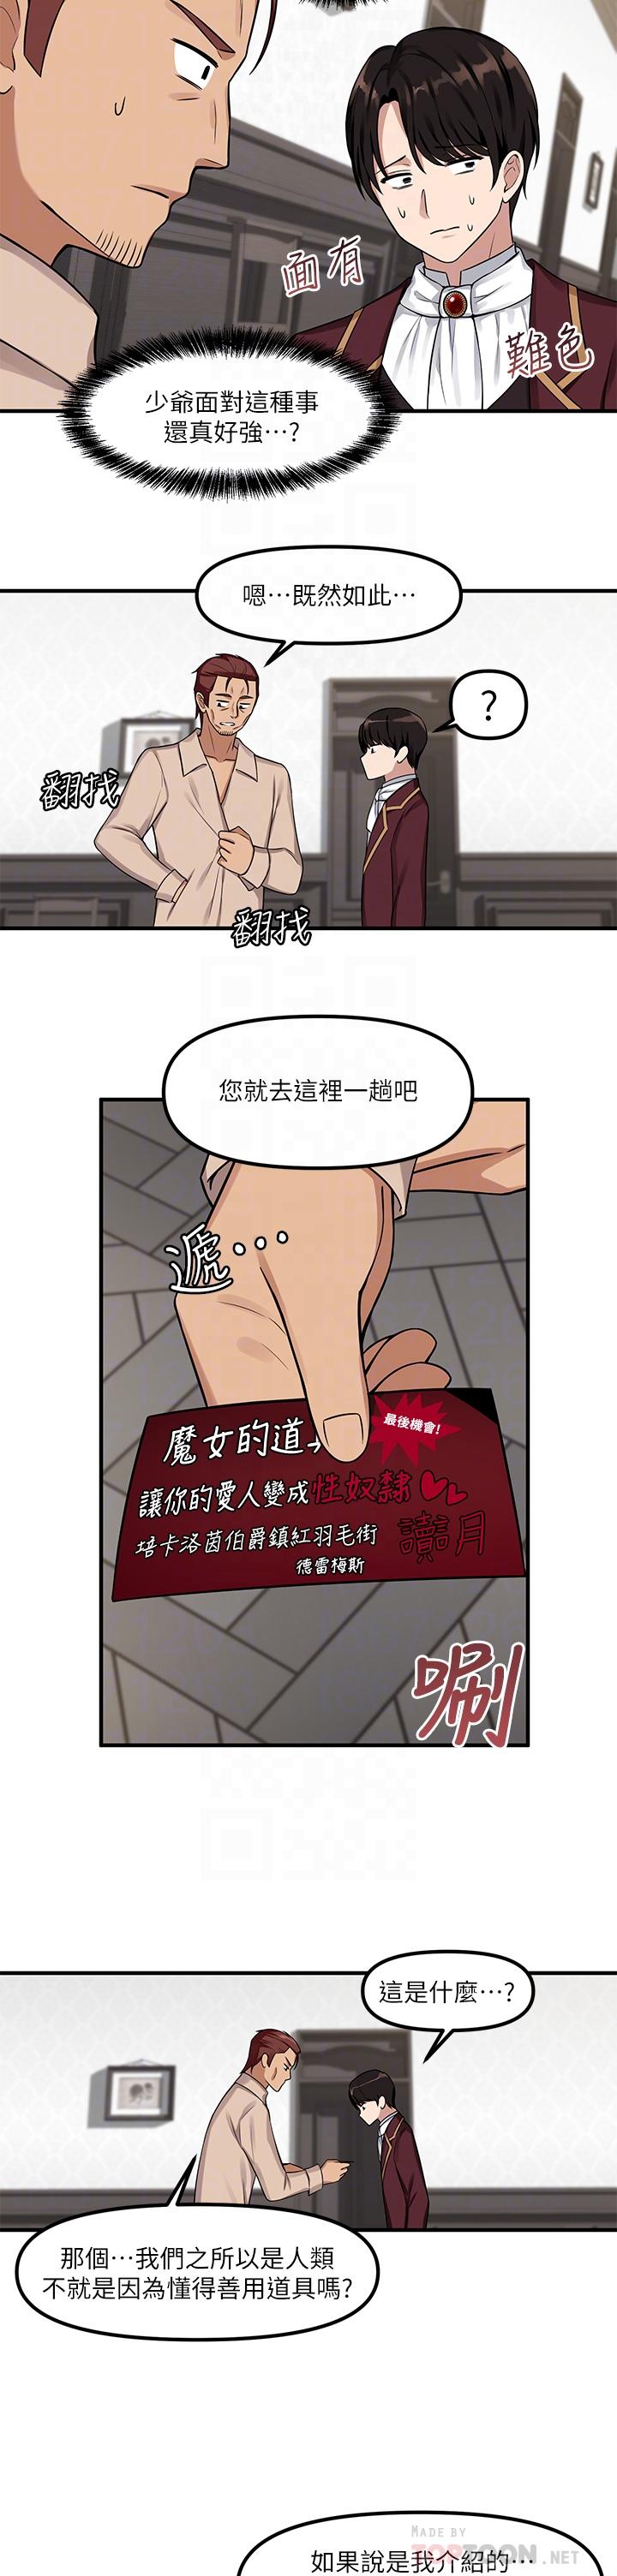 面有
難色
少爺面對這種事
還真好強⋯?
嗯⋯既然如此⋯
?
翻找
翻找
您就去這裡一趟吧
遞⋯
魔女的道
最後機會!
讓你的愛人變成性奴隸
培卡洛茵伯爵鎮紅羽毛街
德雷梅斯
唰
這是什麼⋯?
那個⋯我們之所以是人類
不就是因為懂得善用道具嗎?
MADE BY
TOPTOON.NET
如果說是我介紹的⋯